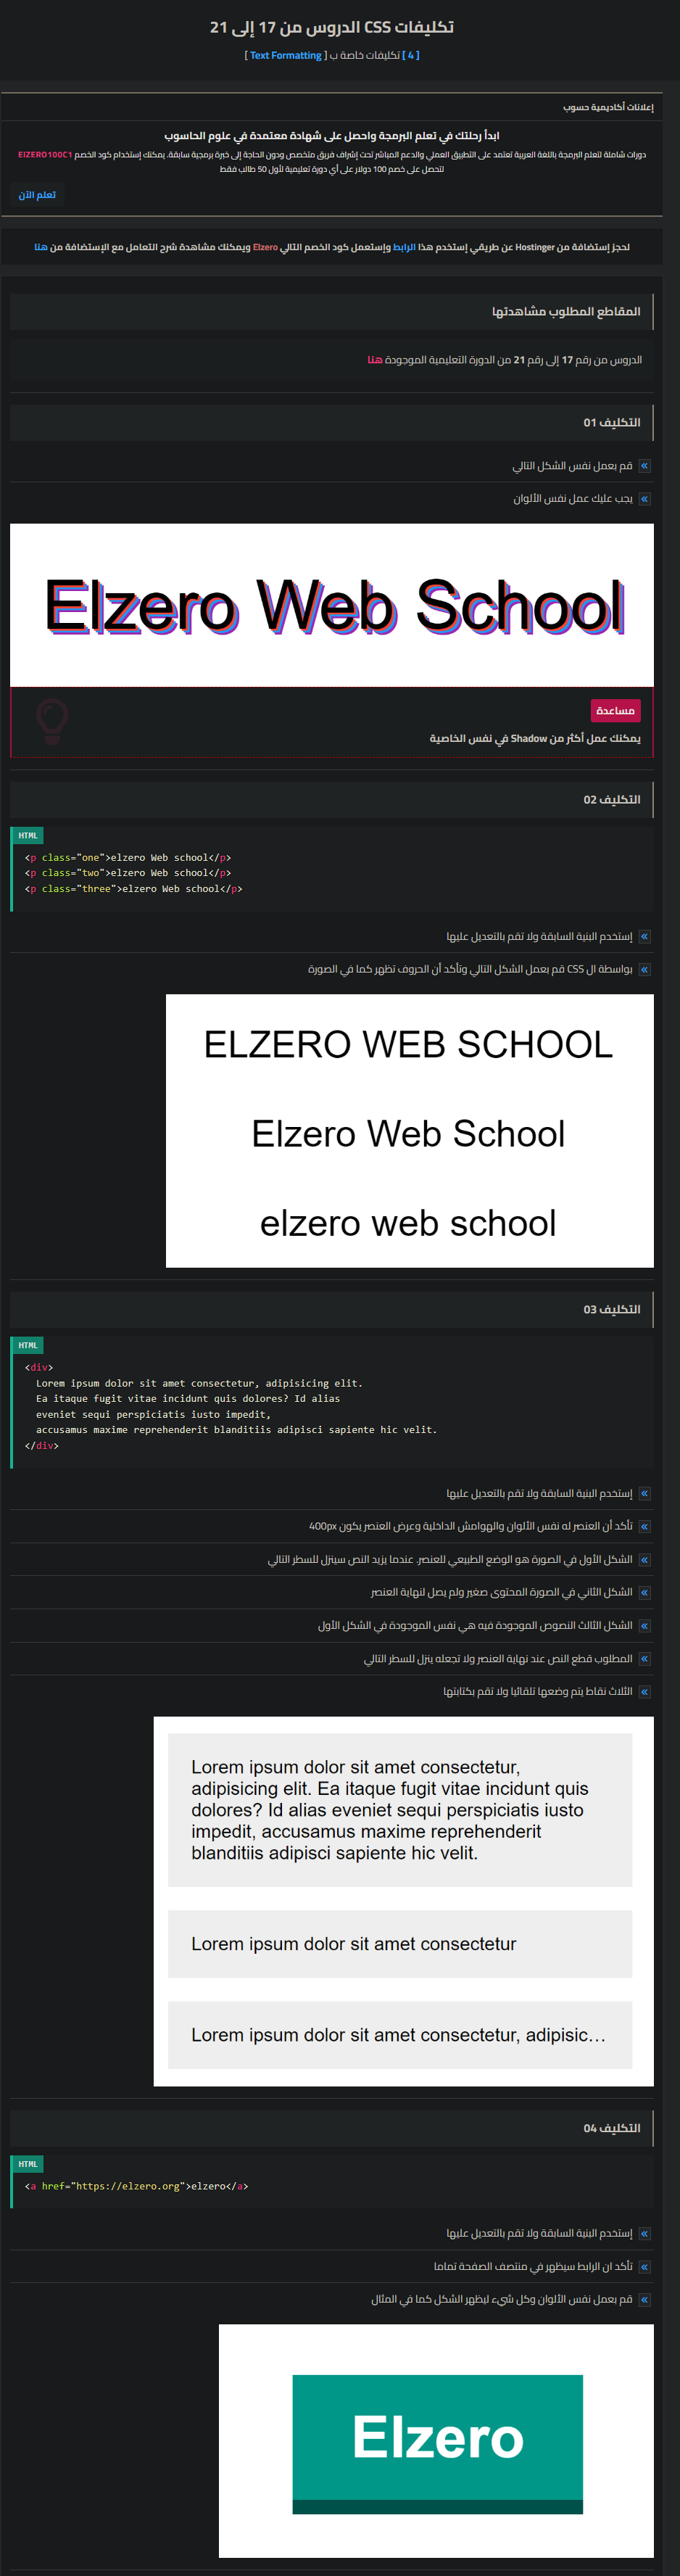 تكليفات CSS الدروس من 17 إلى 21
[ 4 ] تكليفات خاصة ب [ Text Formatting ]
إعلانات أكاديمية حسوب
ابدأ رحلتك في تعلم البرمجة واحصل على شهادة معتمدة في علوم الحاسوب
دورات شاملة لتعلم البرمجة باللغة العربية تعتمد على التطبيق العملي والدعم المباشر تحت إشراف فريق متخصص ودون الحاجة إلى خبرة برمجية سابقة. يمكنك إستخدام كود الخصم ElZERO100C1
لتحصل على خصم 100 دولار على أي دورة تعليمية لأول 50 طالب فقط
تعلم الآن
لحجز إستضافة من Hostinger عن طريقي إستخدم هذا الرابط وإستعمل كود الخصم التالي Elzero ويمكنك مشاهدة شرح التعامل مع الإستضافة من هنا
المقاطع المطلوب مشاهدتها
الدروس من رقم 17 إلى رقم 21 من الدورة التعليمية الموجودة هنا
التكليف 01
« قم بعمل نفس الشكل التالي
« يجب عليك عمل نفس الألوان
Elzero Web School
مساعدة
يمكنك عمل أكثر من Shadow في نفس الخاصية
التكليف 02
HTML
<p class="one">elzero Web school</p>
<p class="two">elzero Web school</p>
<p class="three">elzero Web school</p>
« إستخدم البنية السابقة ولا تقم بالتعديل عليها
« بواسطة ال CSS قم بعمل الشكل التالي وتأكد أن الحروف تظهر كما في الصورة
ELZERO WEB SCHOOL
Elzero Web School
elzero web school
التكليف 03
HTML
<div>
Lorem ipsum dolor sit amet consectetur, adipisicing elit.
Ea itaque fugit vitae incidunt quis dolores? Id alias
eveniet sequi perspiciatis iusto impedit,
accusamus maxime reprehenderit blanditiis adipisci sapiente hic velit.
</div>
« إستخدم البنية السابقة ولا تقم بالتعديل عليها
« تأكد أن العنصر له نفس الألوان والهوامش الداخلية وعرض العنصر يكون 400px
« الشكل الأول في الصورة هو الوضع الطبيعي للعنصر. عندما يزيد النص سينزل للسطر التالي
« الشكل الثاني في الصورة المحتوى صغير ولم يصل لنهاية العنصر
« الشكل الثالث النصوص الموجودة فيه هي نفس الموجودة في الشكل الأول
« المطلوب قطع النص عند نهاية العنصر ولا تجعله ينزل للسطر التالي
« الثلاث نقاط يتم وضعها تلقائيا ولا تقم بكتابتها
Lorem ipsum dolor sit amet consectetur,
adipisicing elit. Ea itaque fugit vitae incidunt quis
dolores? Id alias eveniet sequi perspiciatis iusto
impedit, accusamus maxime reprehenderit
blanditiis adipisci sapiente hic velit.
Lorem ipsum dolor sit amet consectetur
Lorem ipsum dolor sit amet consectetur, adipisic…
التكليف 04
HTML
<a href="https://elzero.org">elzero</a>
« إستخدم البنية السابقة ولا تقم بالتعديل عليها
« تأكد ان الرابط سيظهر في منتصف الصفحة تماما
« قم بعمل نفس الألوان وكل شيء ليظهر الشكل كما في المثال
Elzero